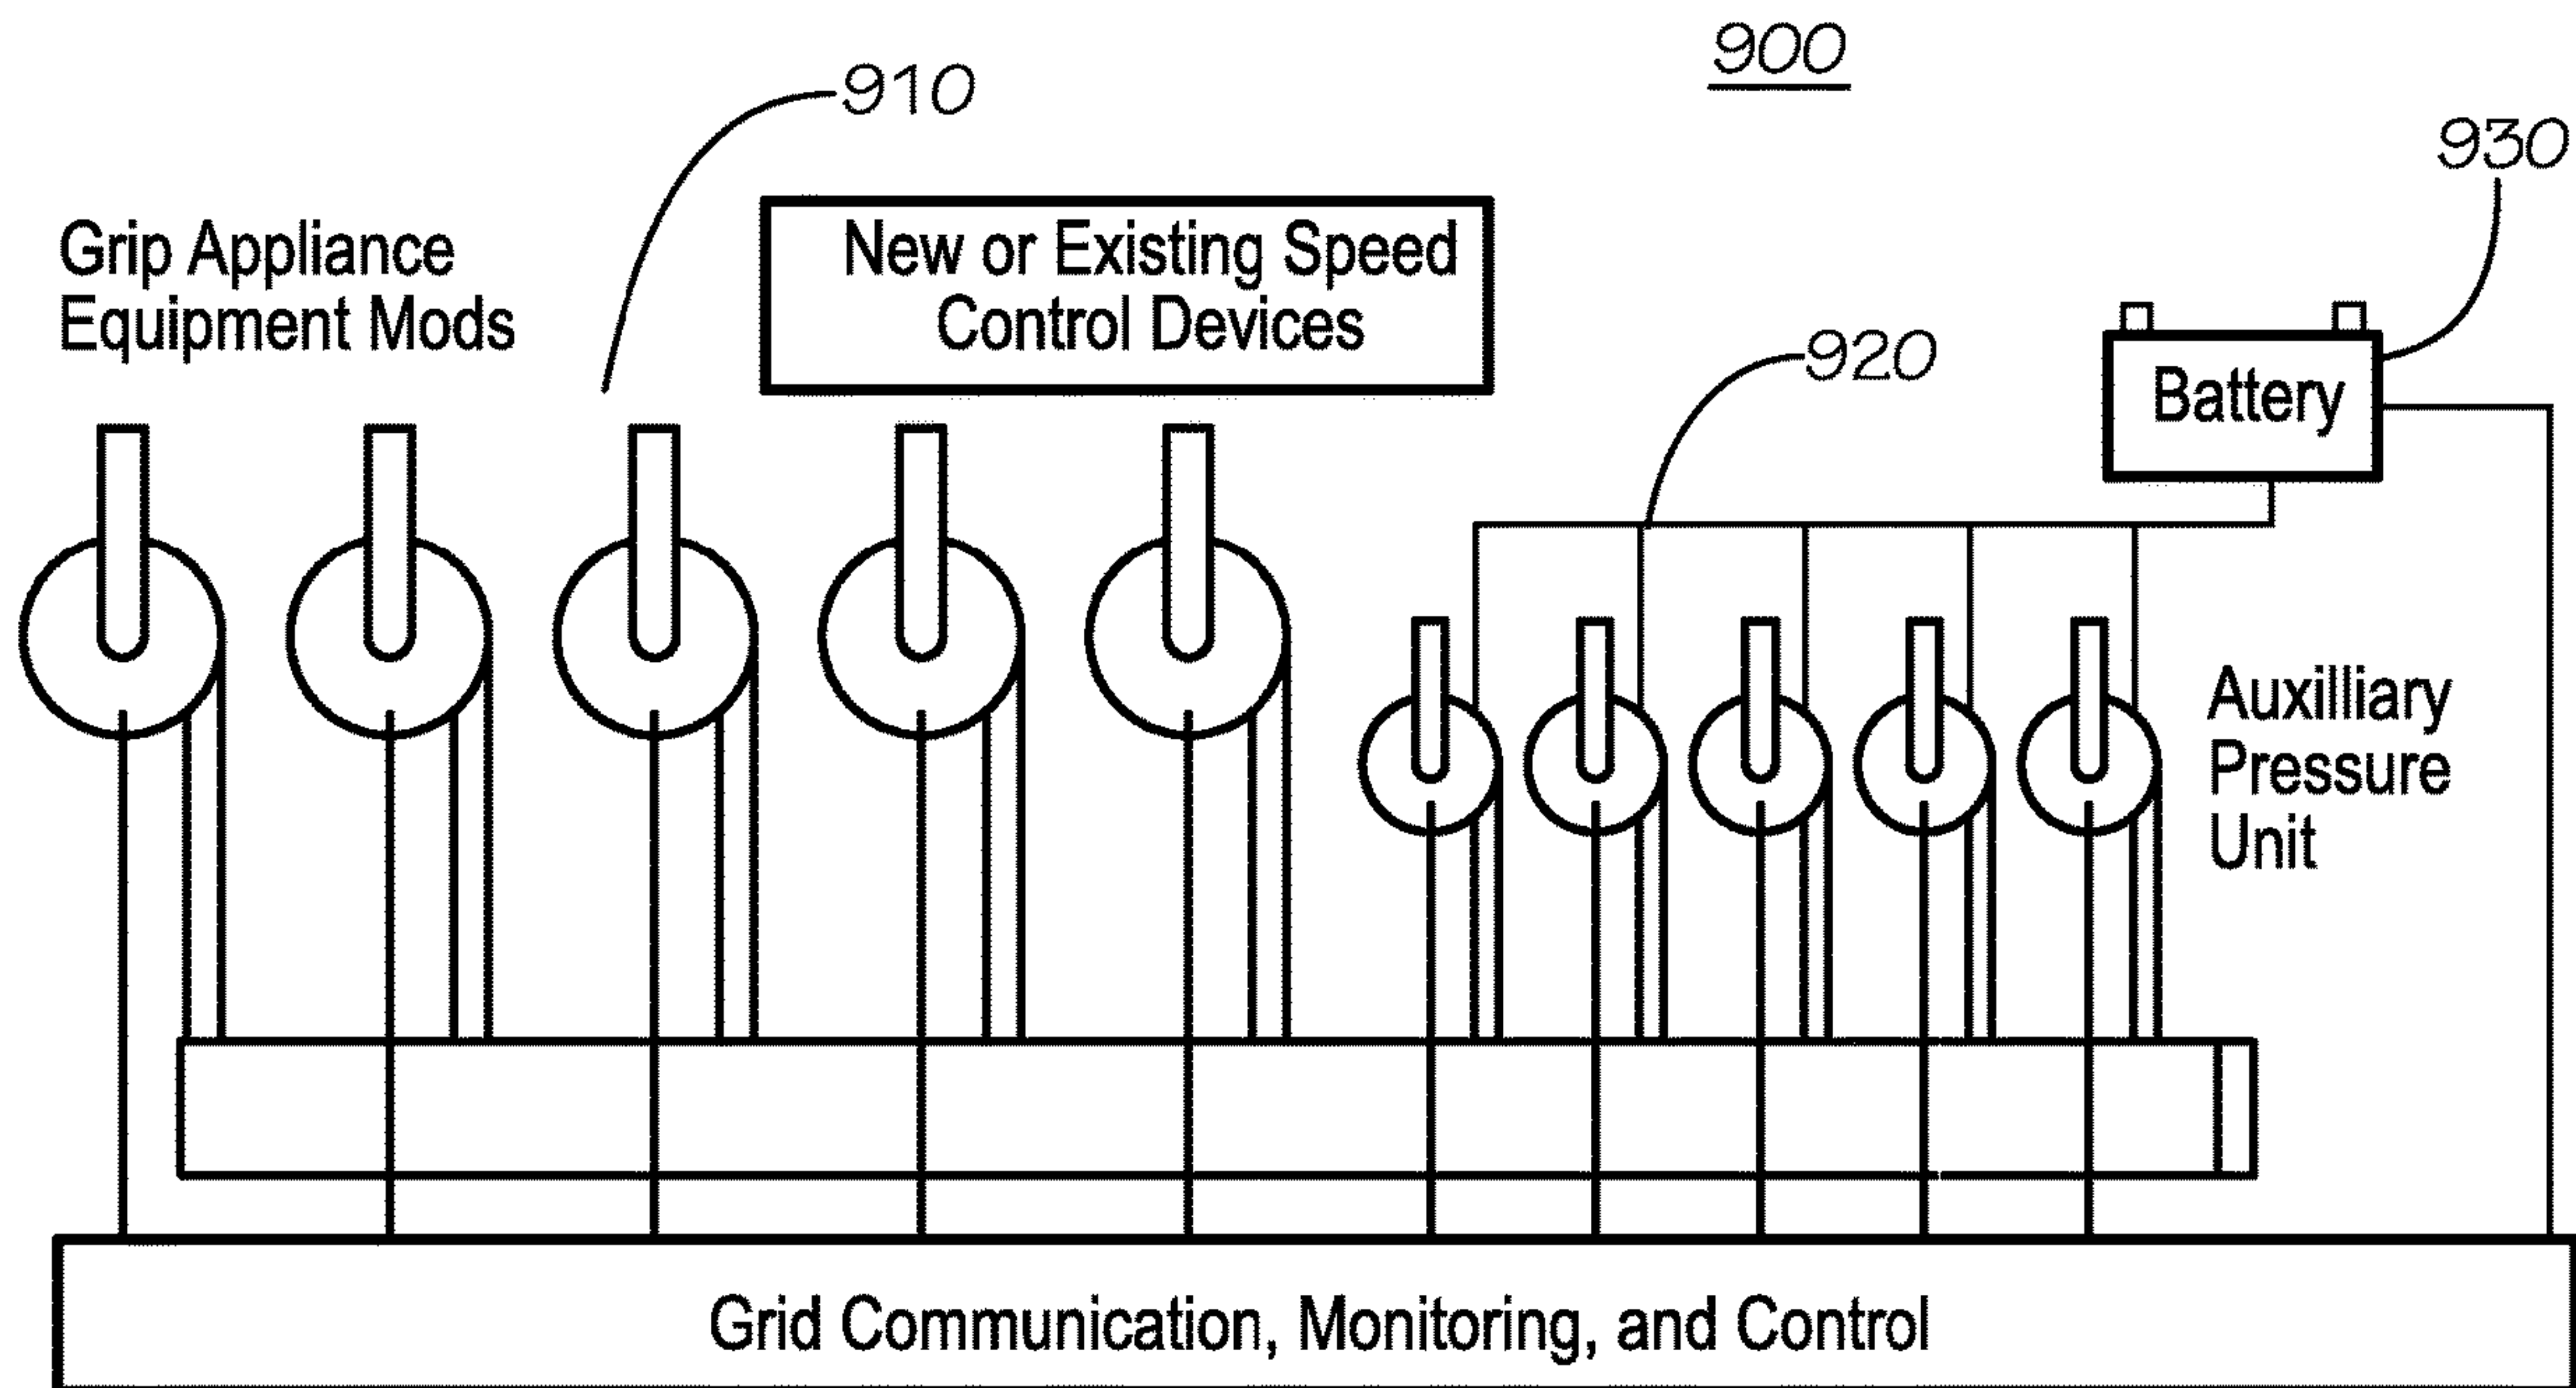 900
910
930
Grip Appliance
Equipment Mods
New or Existing Speed
Control Devices
920
Battery
Auxilliary
Pressure
Unit
Grid Communication, Monitoring, and Control